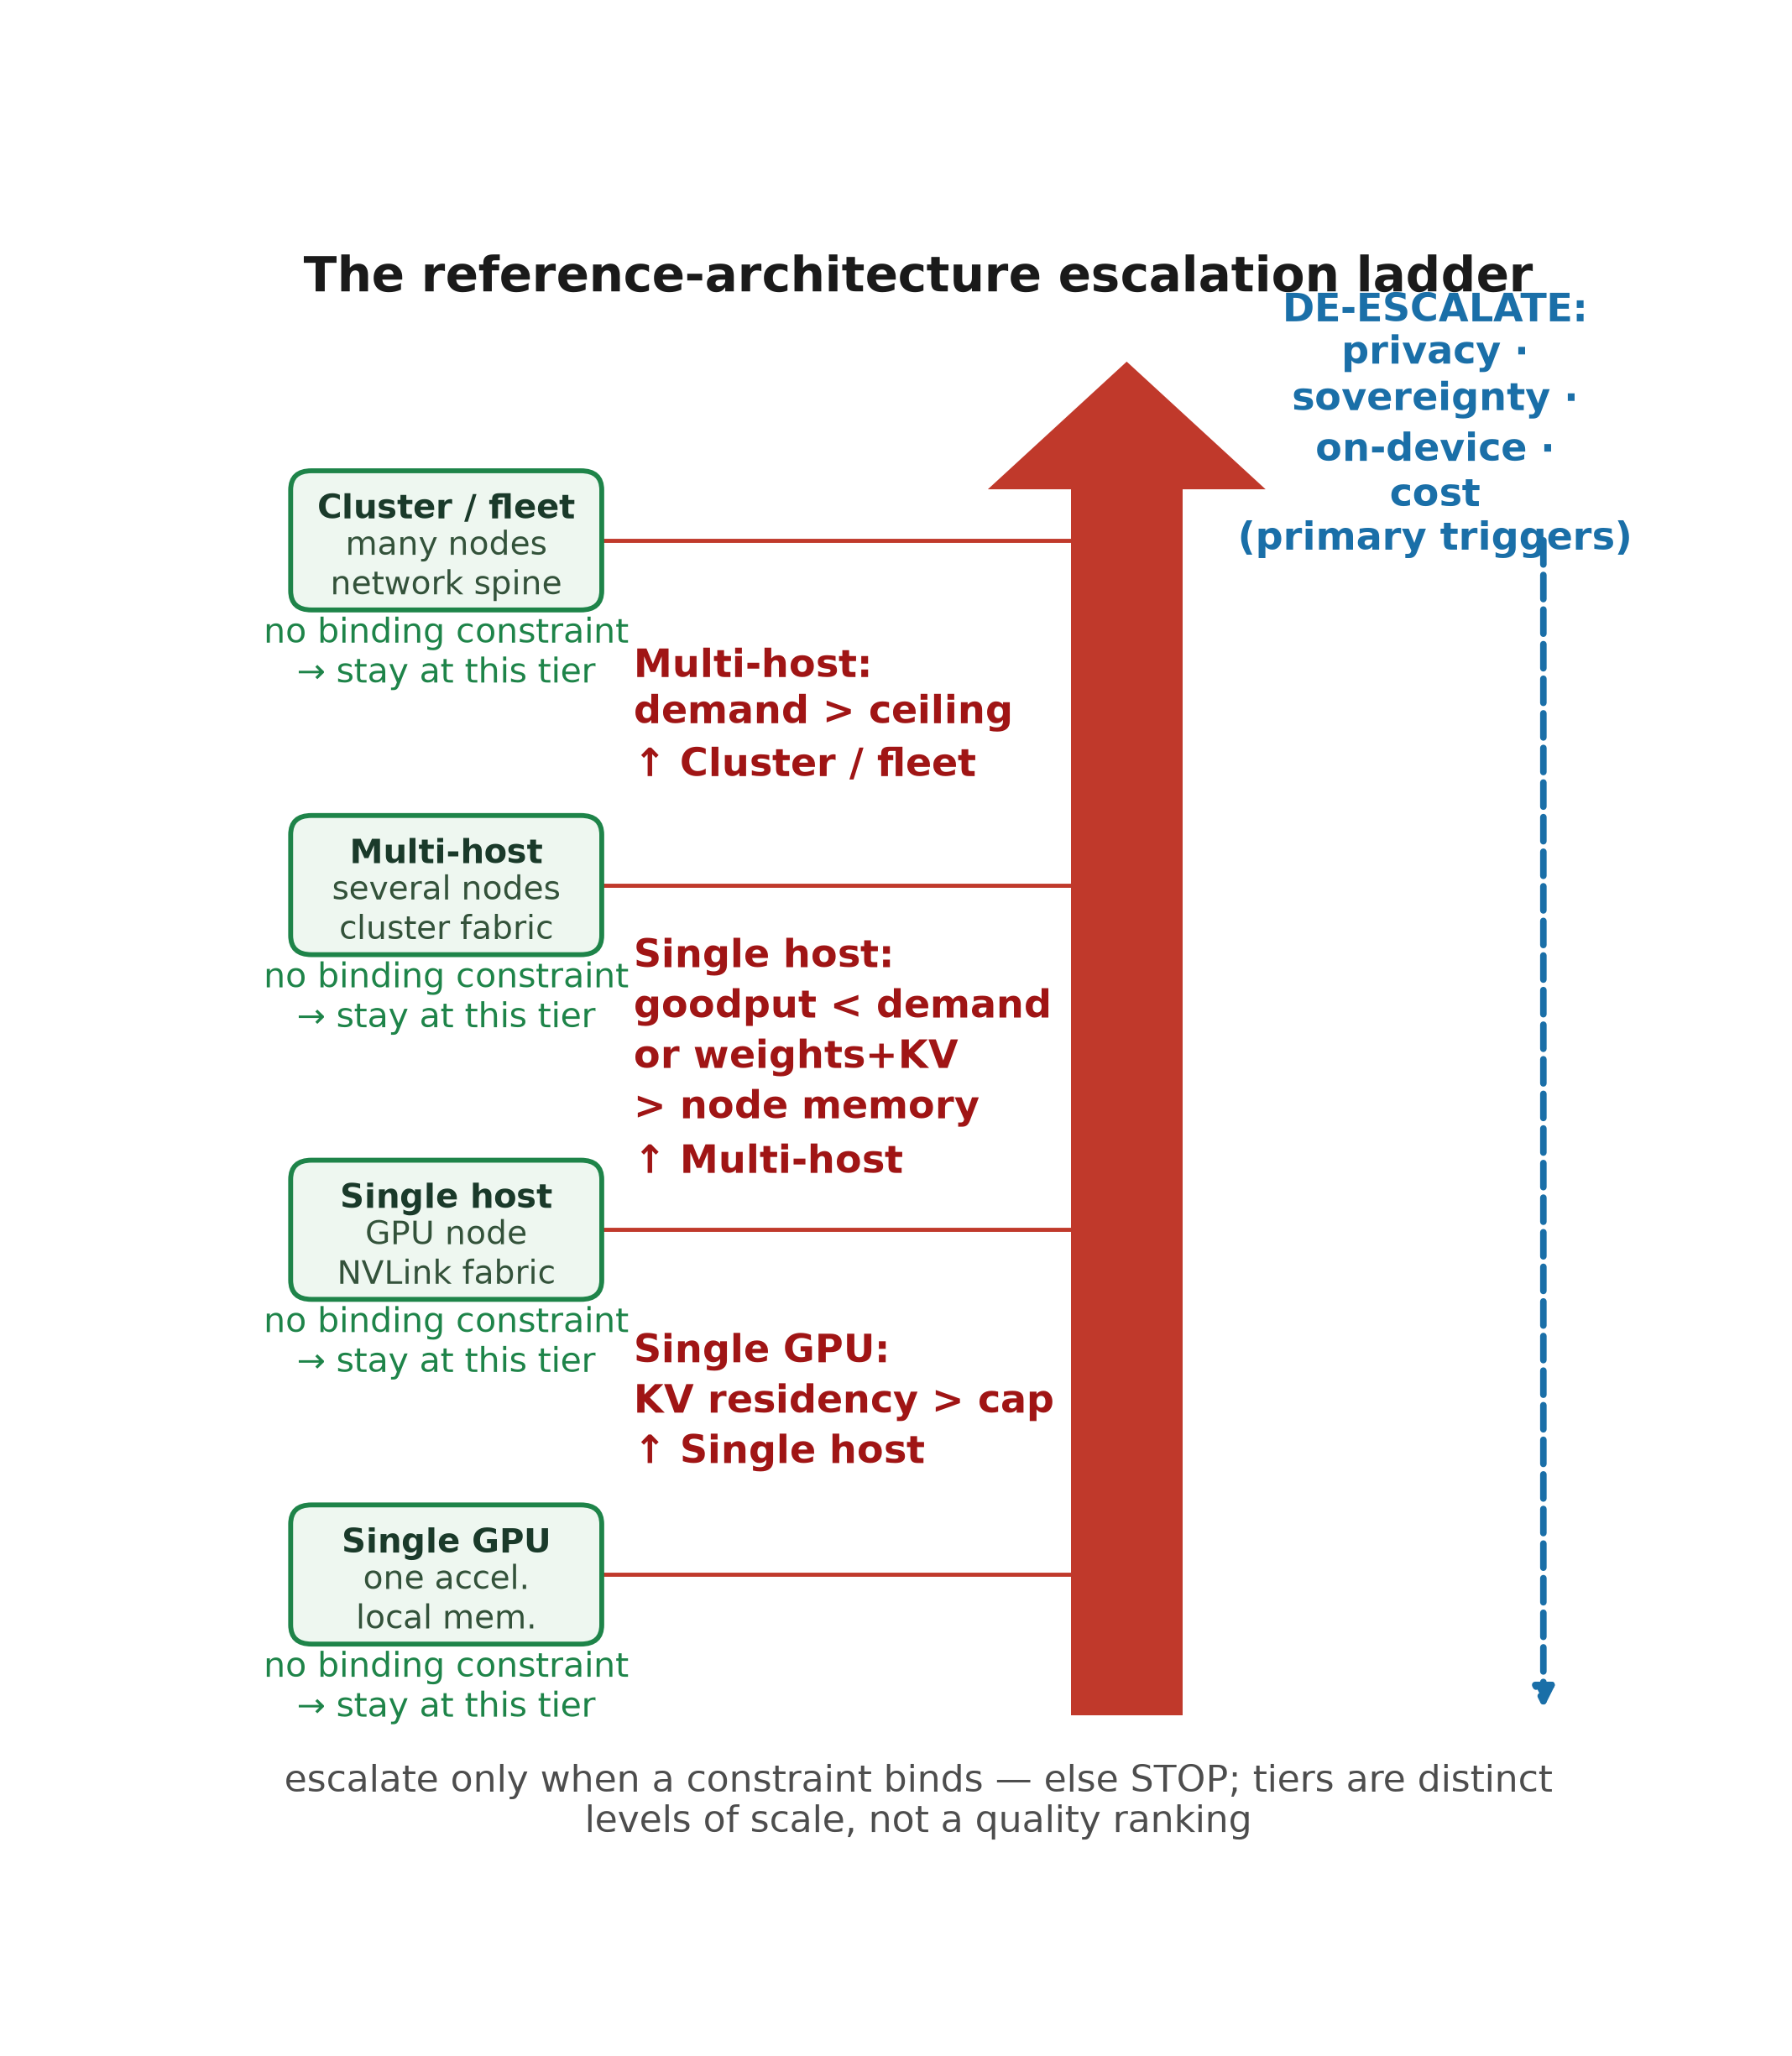 The reference-architecture escalation ladder
DE-ESCALATE:
privacy ·
sovereignty ·
on-device ·
cost
(primary triggers)
Cluster / fleet
many nodes
network spine
no binding constraint
→ stay at this tier
Multi-host:
demand > ceiling
↑ Cluster / fleet
Multi-host
several nodes
cluster fabric
no binding constraint
→ stay at this tier
Single host:
goodput < demand
or weights+KV
> node memory
↑ Multi-host
Single host
GPU node
NVLink fabric
no binding constraint
→ stay at this tier
Single GPU:
KV residency > cap
↑ Single host
Single GPU
one accel.
local mem.
no binding constraint
→ stay at this tier
escalate only when a constraint binds — else STOP; tiers are distinct
levels of scale, not a quality ranking